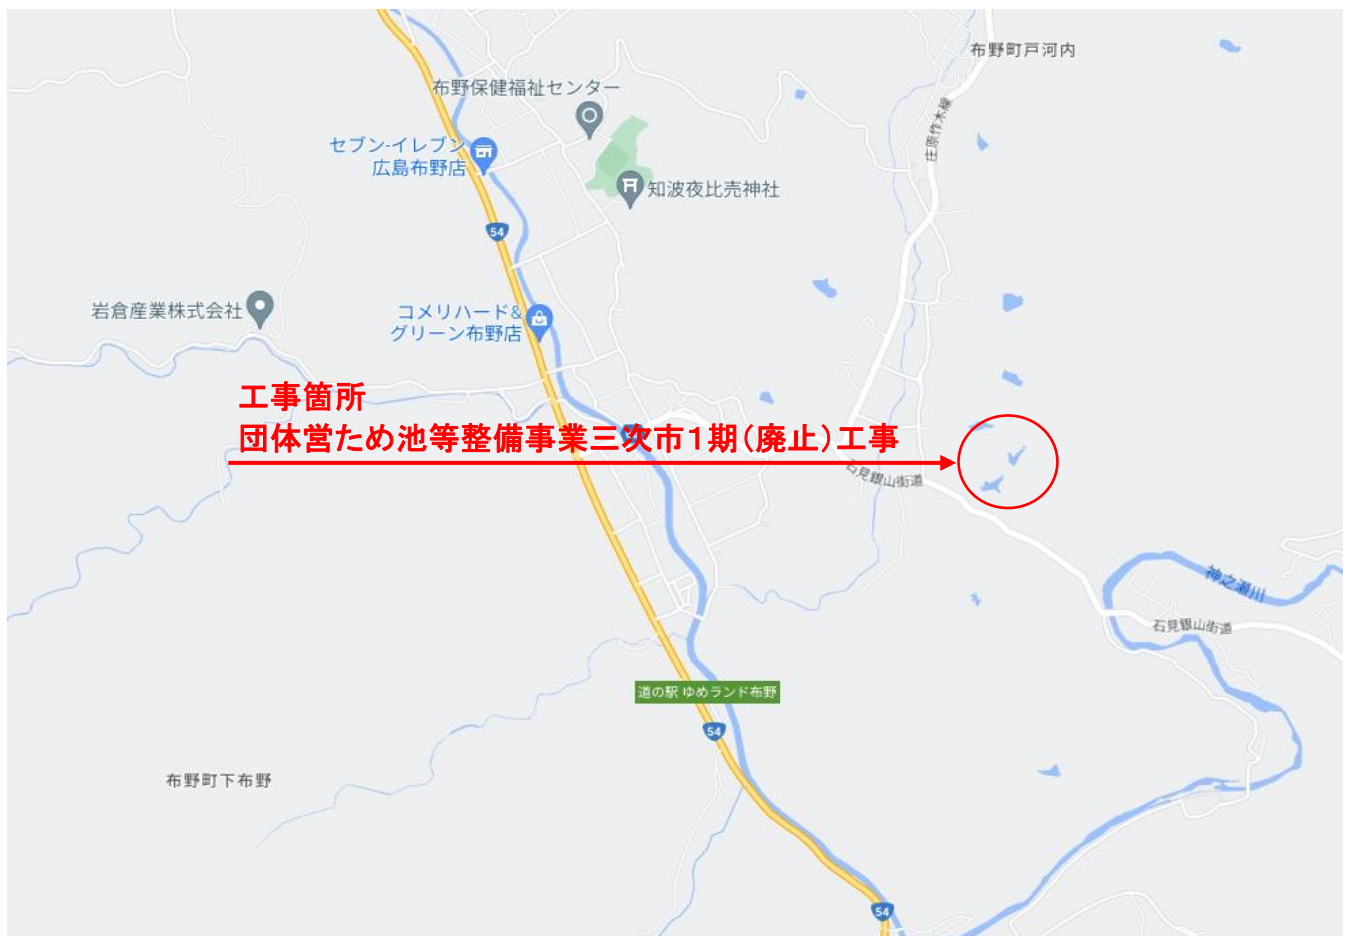 布野町戸河内
布野保健福祉センター
庄原作木線
セブン-イレブン
広島布野店
知波夜比売神社
54
岩倉産業株式会社
コメリハード&
グリーン布野店
工事箇所
団体営ため池等整備事業三次市1期(廃止)工事
石見銀山街道
神之瀬川
石見銀山街道
道の駅 ゆめランド布野
54
布野町下布野
54